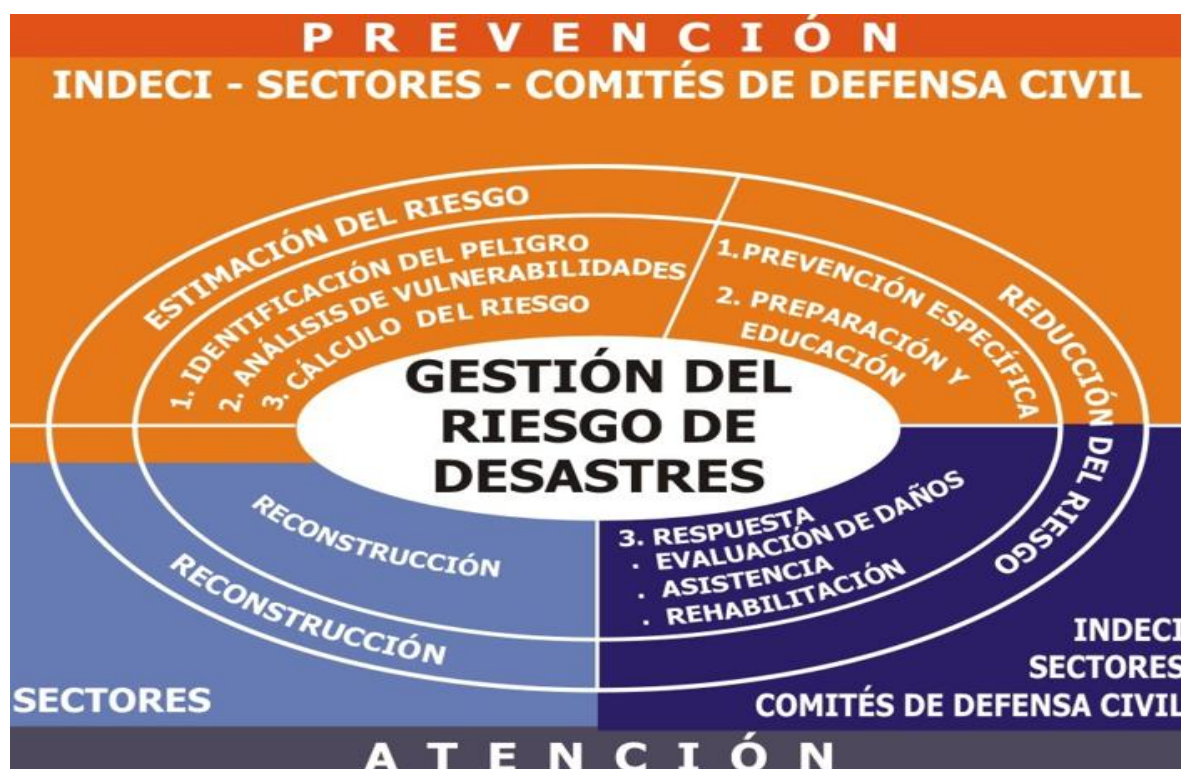 PREVENCIÓN
INDECI - SECTORES - COMITÉS DE DEFENSA CIVIL
ESTIMACIÓN DEL RIESGO
1. IDENTIFICACIÓN DEL PELIGRO
2. ANÁLISIS DE VULNERABILIDADES
3. CÁLCULO DEL RIESGO
1.PREVENCIÓN ESPECÍFICA
2. PREPARACIÓN Y
EDUCACIÓN
REDUCCIÓN DEL RIESGO
GESTIÓN DEL
RIESGO DE
DESASTRES
RECONSTRUCCIÓN
RECONSTRUCCIÓN
3. RESPUESTA
. EVALUACIÓN DE DAÑOS
. ASISTENCIA
. REHABILITACIÓN
SECTORES
INDECI
SECTORES
COMITÉS DE DEFENSA CIVIL
ATENCIÓN